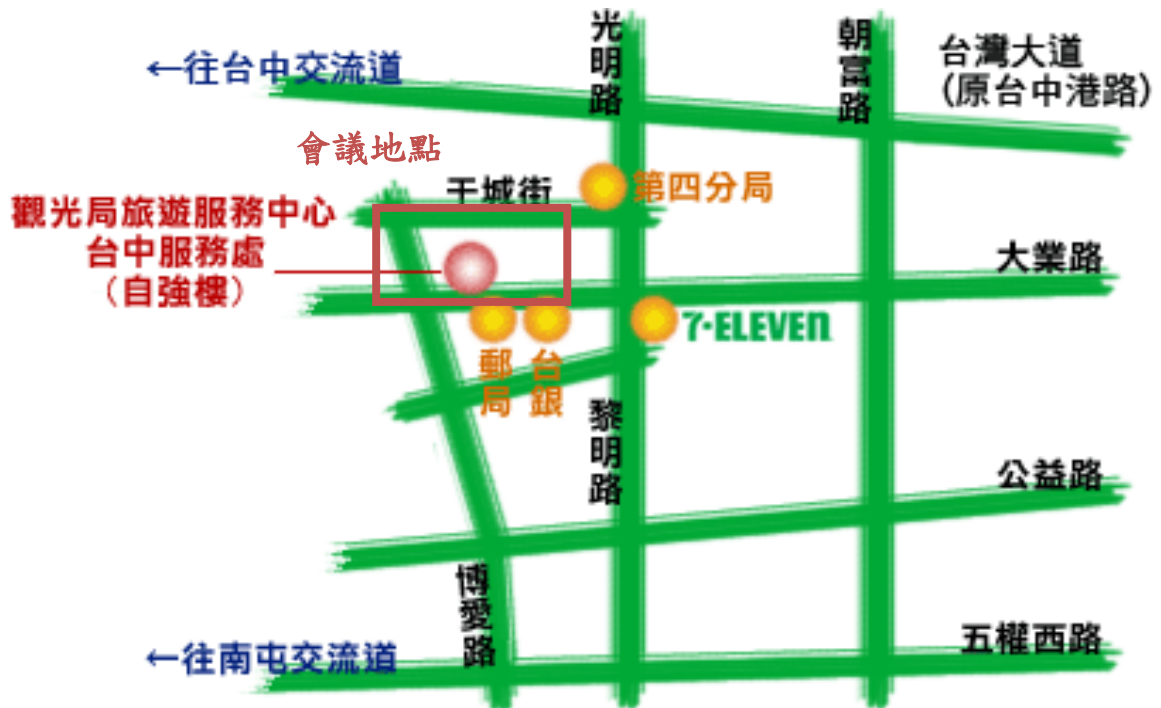 光明路
朝富路
台灣大道
(原台中港路)
←往台中交流道
會議地點
干城街
第四分局
觀光局旅遊服務中心
台中服務處
（自強樓）
大業路
7-ELEVEn
郵局
台銀
黎明路
公益路
博愛路
五權西路
←往南屯交流道